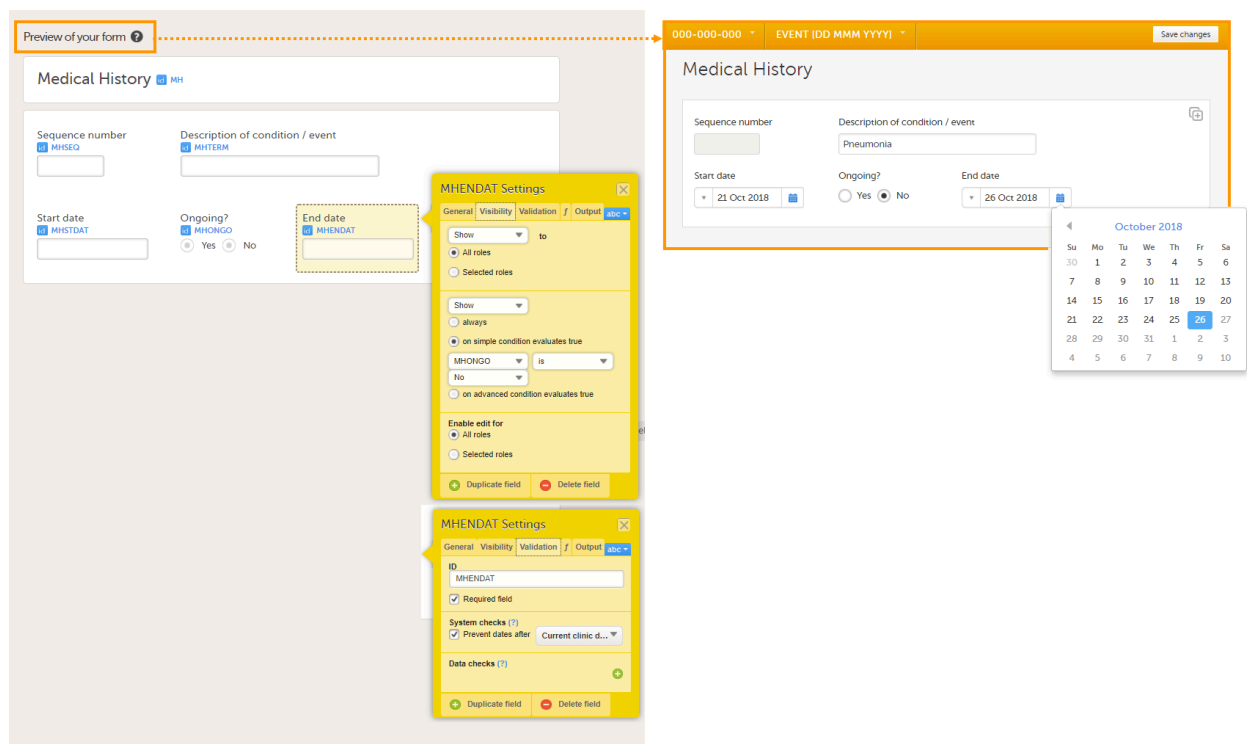 Preview of your form ?
Medical History id MH
Sequence number Description of condition / event
id MHSEQ id MHTERM
Start date Ongoing? End date
id MHSTDAT id MHONGO id MHENDAT
Yes No
MHENDAT Settings
General Visibility Validation f Output abc
Show to
All roles
Selected roles
Show
always
on simple condition evaluates true
MHONGO is
No
on advanced condition evaluates true
Enable edit for
All roles
Selected roles
Duplicate field Delete field
MHENDAT Settings
General Visibility Validation f Output abc
ID
MHENDAT
Required field
System checks (?)
Prevent dates after Current clinic d...
Data checks (?)
Duplicate field Delete field
000-000-000 EVENT (DD MMM YYYY) Save changes
Medical History
Sequence number Description of condition / event
Pneumonia
Start date Ongoing? End date
21 Oct 2018 Yes No 26 Oct 2018
October 2018
Su Mo Tu We Th Fr Sa
30 1 2 3 4 5 6
7 8 9 10 11 12 13
14 15 16 17 18 19 20
21 22 23 24 25 26 27
28 29 30 31 1 2 3
4 5 6 7 8 9 10